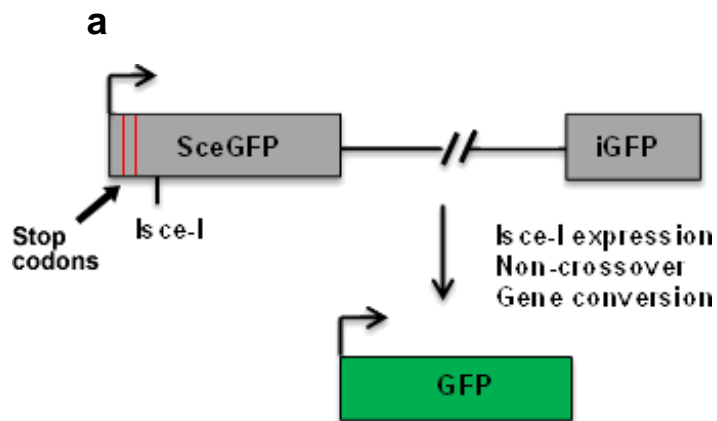 a
SceGFP
iGFP
Stop
codons
Isce-I
Isce-I expression
Non-crossover
Gene conversion
GFP